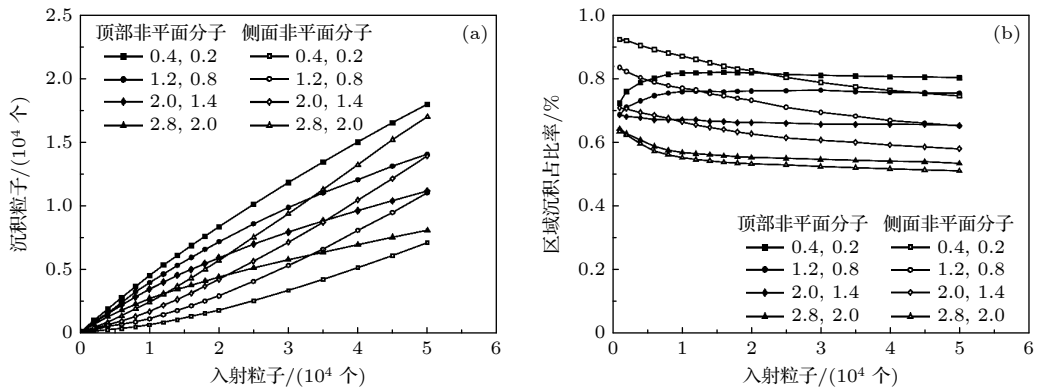 2.5
2.0
1.5
1.0
0.5
0
0 1 2 3 4 5 6
沉积粒子/(10⁴ 个)
入射粒子/(10⁴ 个)
(a)
顶部非平面分子 侧面非平面分子
0.4, 0.2 0.4, 0.2
1.2, 0.8 1.2, 0.8
2.0, 1.4 2.0, 1.4
2.8, 2.0 2.8, 2.0
1.0
0.8
0.6
0.4
0.2
0
0 1 2 3 4 5 6
区域沉积占比率/%
入射粒子/(10⁴ 个)
(b)
顶部非平面分子 侧面非平面分子
0.4, 0.2 0.4, 0.2
1.2, 0.8 1.2, 0.8
2.0, 1.4 2.0, 1.4
2.8, 2.0 2.8, 2.0